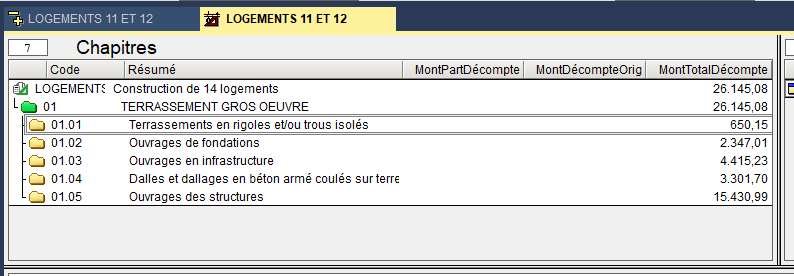 LOGEMENTS 11 ET 12 LOGEMENTS 11 ET 12
7 Chapitres
Code Résumé MontPartDécompte MontDécompteOrig MontTotalDécompte
LOGEMENTS Construction de 14 logements 26.145,08
01 TERRASSEMENT GROS OEUVRE 26.145,08
01.01 Terrassements en rigoles et/ou trous isolés 650,15
01.02 Ouvrages de fondations 2.347,01
01.03 Ouvrages en infrastructure 4.415,23
01.04 Dalles et dallages en béton armé coulés sur terre 3.301,70
01.05 Ouvrages des structures 15.430,99